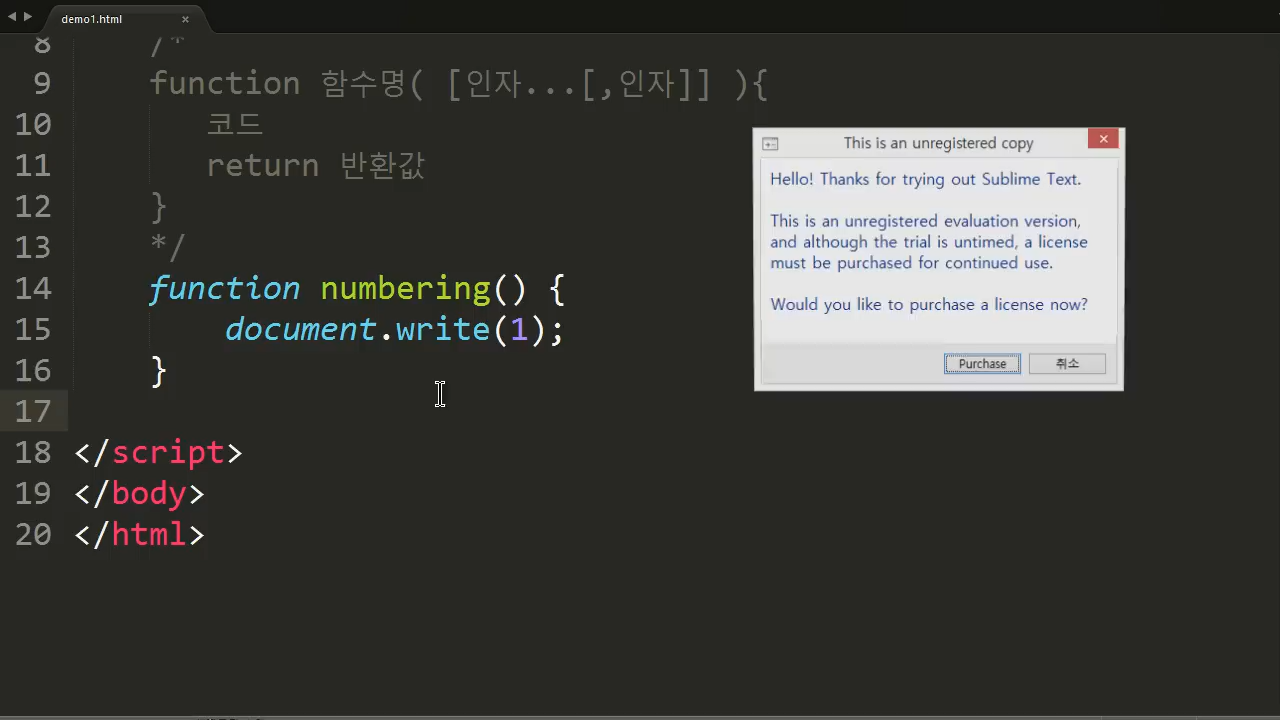 demo1.html ×
8 /*
9 function 함수명( [인자...[,인자]] ){
10 코드
11 return 반환값
12 }
13 */
14 function numbering() {
15 document.write(1);
16 }
17
18 </script>
19 </body>
20 </html>
This is an unregistered copy
Hello! Thanks for trying out Sublime Text.
This is an unregistered evaluation version,
and although the trial is untimed, a license
must be purchased for continued use.
Would you like to purchase a license now?
Purchase 취소